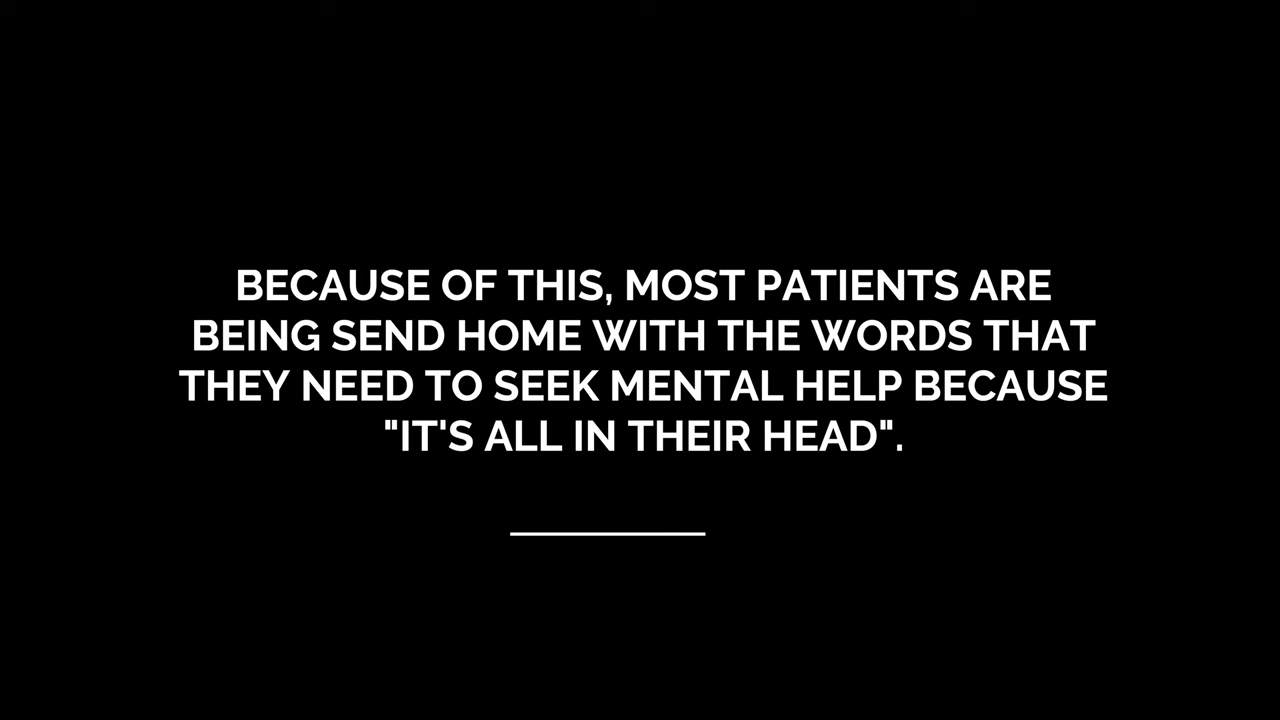 BECAUSE OF THIS, MOST PATIENTS ARE
BEING SEND HOME WITH THE WORDS THAT
THEY NEED TO SEEK MENTAL HELP BECAUSE
"IT'S ALL IN THEIR HEAD".